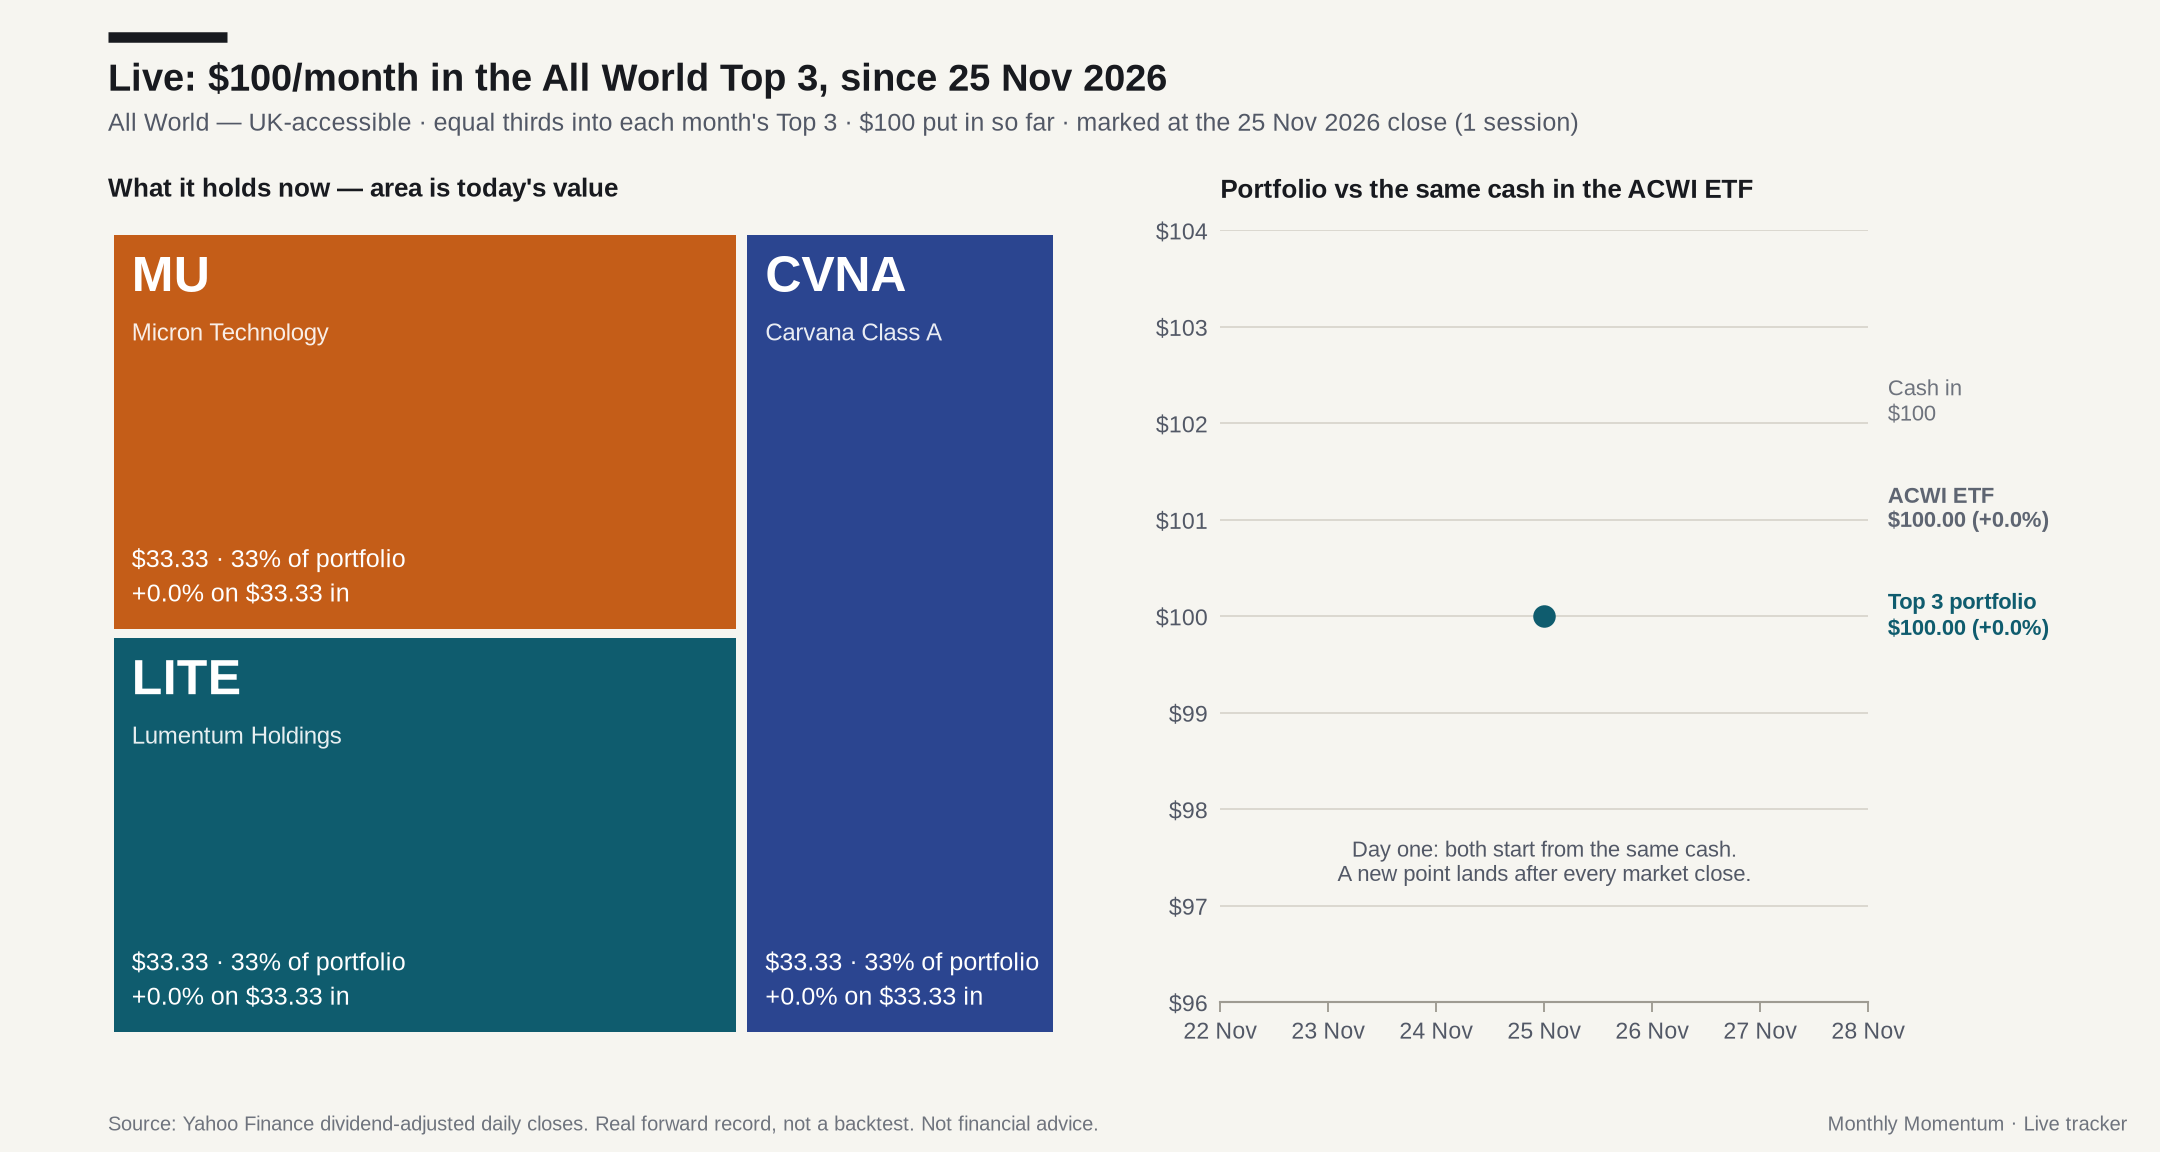 Live: $100/month in the All World Top 3, since 25 Nov 2026
All World — UK-accessible · equal thirds into each month's Top 3 · $100 put in so far · marked at the 25 Nov 2026 close (1 session)
What it holds now — area is today's value
MU
Micron Technology
$33.33 · 33% of portfolio
+0.0% on $33.33 in
LITE
Lumentum Holdings
$33.33 · 33% of portfolio
+0.0% on $33.33 in
CVNA
Carvana Class A
$33.33 · 33% of portfolio
+0.0% on $33.33 in
Portfolio vs the same cash in the ACWI ETF
$104
$103
$102
$101
$100
$99
$98
$97
$96
Cash in
$100
ACWI ETF
$100.00 (+0.0%)
Top 3 portfolio
$100.00 (+0.0%)
Day one: both start from the same cash.
A new point lands after every market close.
22 Nov 23 Nov 24 Nov 25 Nov 26 Nov 27 Nov 28 Nov
Source: Yahoo Finance dividend-adjusted daily closes. Real forward record, not a backtest. Not financial advice.
Monthly Momentum · Live tracker